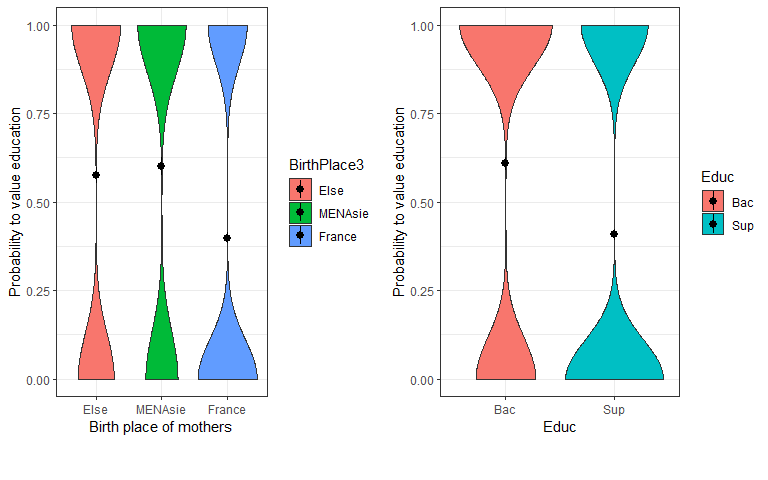 Probability to value education
1.00
0.75
0.50
0.25
0.00
Else MENAsie France
Birth place of mothers
BirthPlace3
Else
MENAsie
France
Probability to value education
1.00
0.75
0.50
0.25
0.00
Bac Sup
Educ
Educ
Bac
Sup